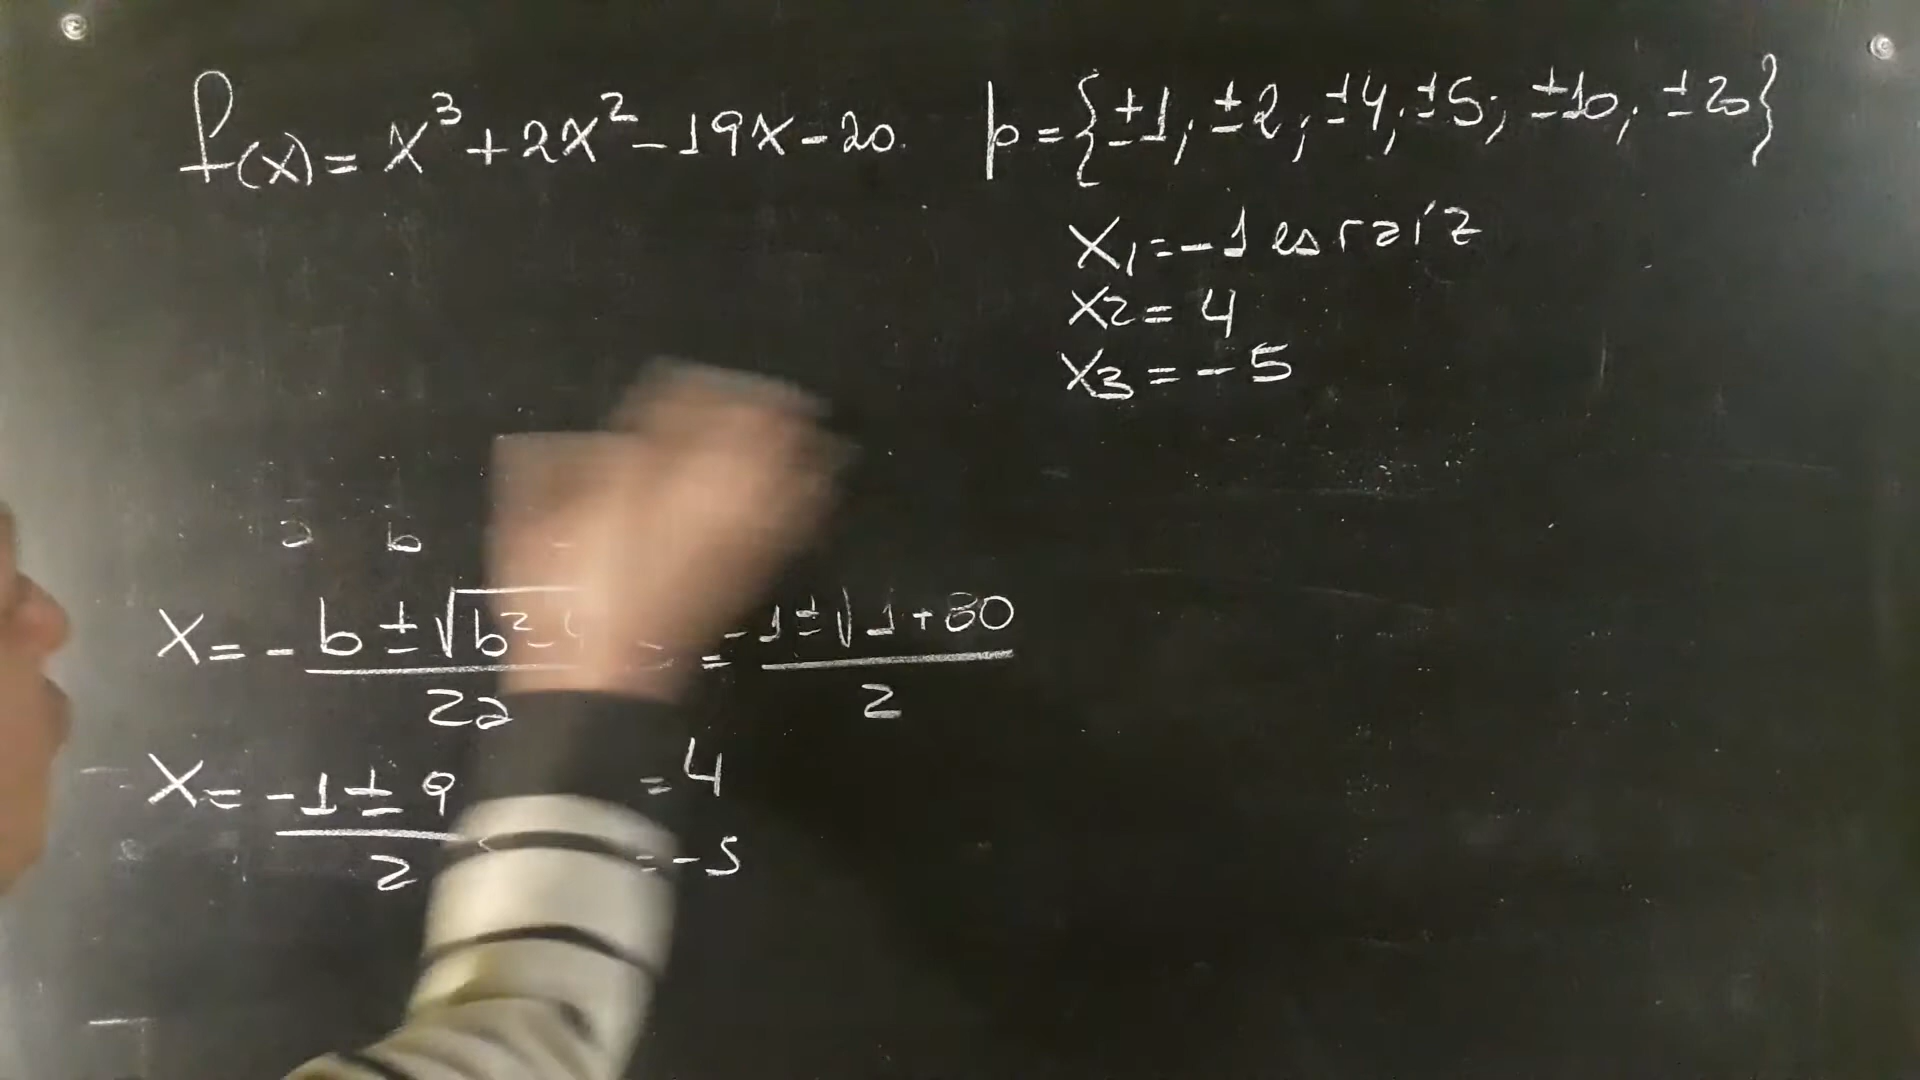 f(x) = x³ + 2x² - 19x - 20
p = {±1, ±2, ±4, ±5; ±10, ±20}
X₁ = -1 es raíz
X2 = 4
X3 = -5
a b
X = -b ± √b² - = -1 ± √1+80
2a 2
X = -1 ± 9 = 4
2 = -5